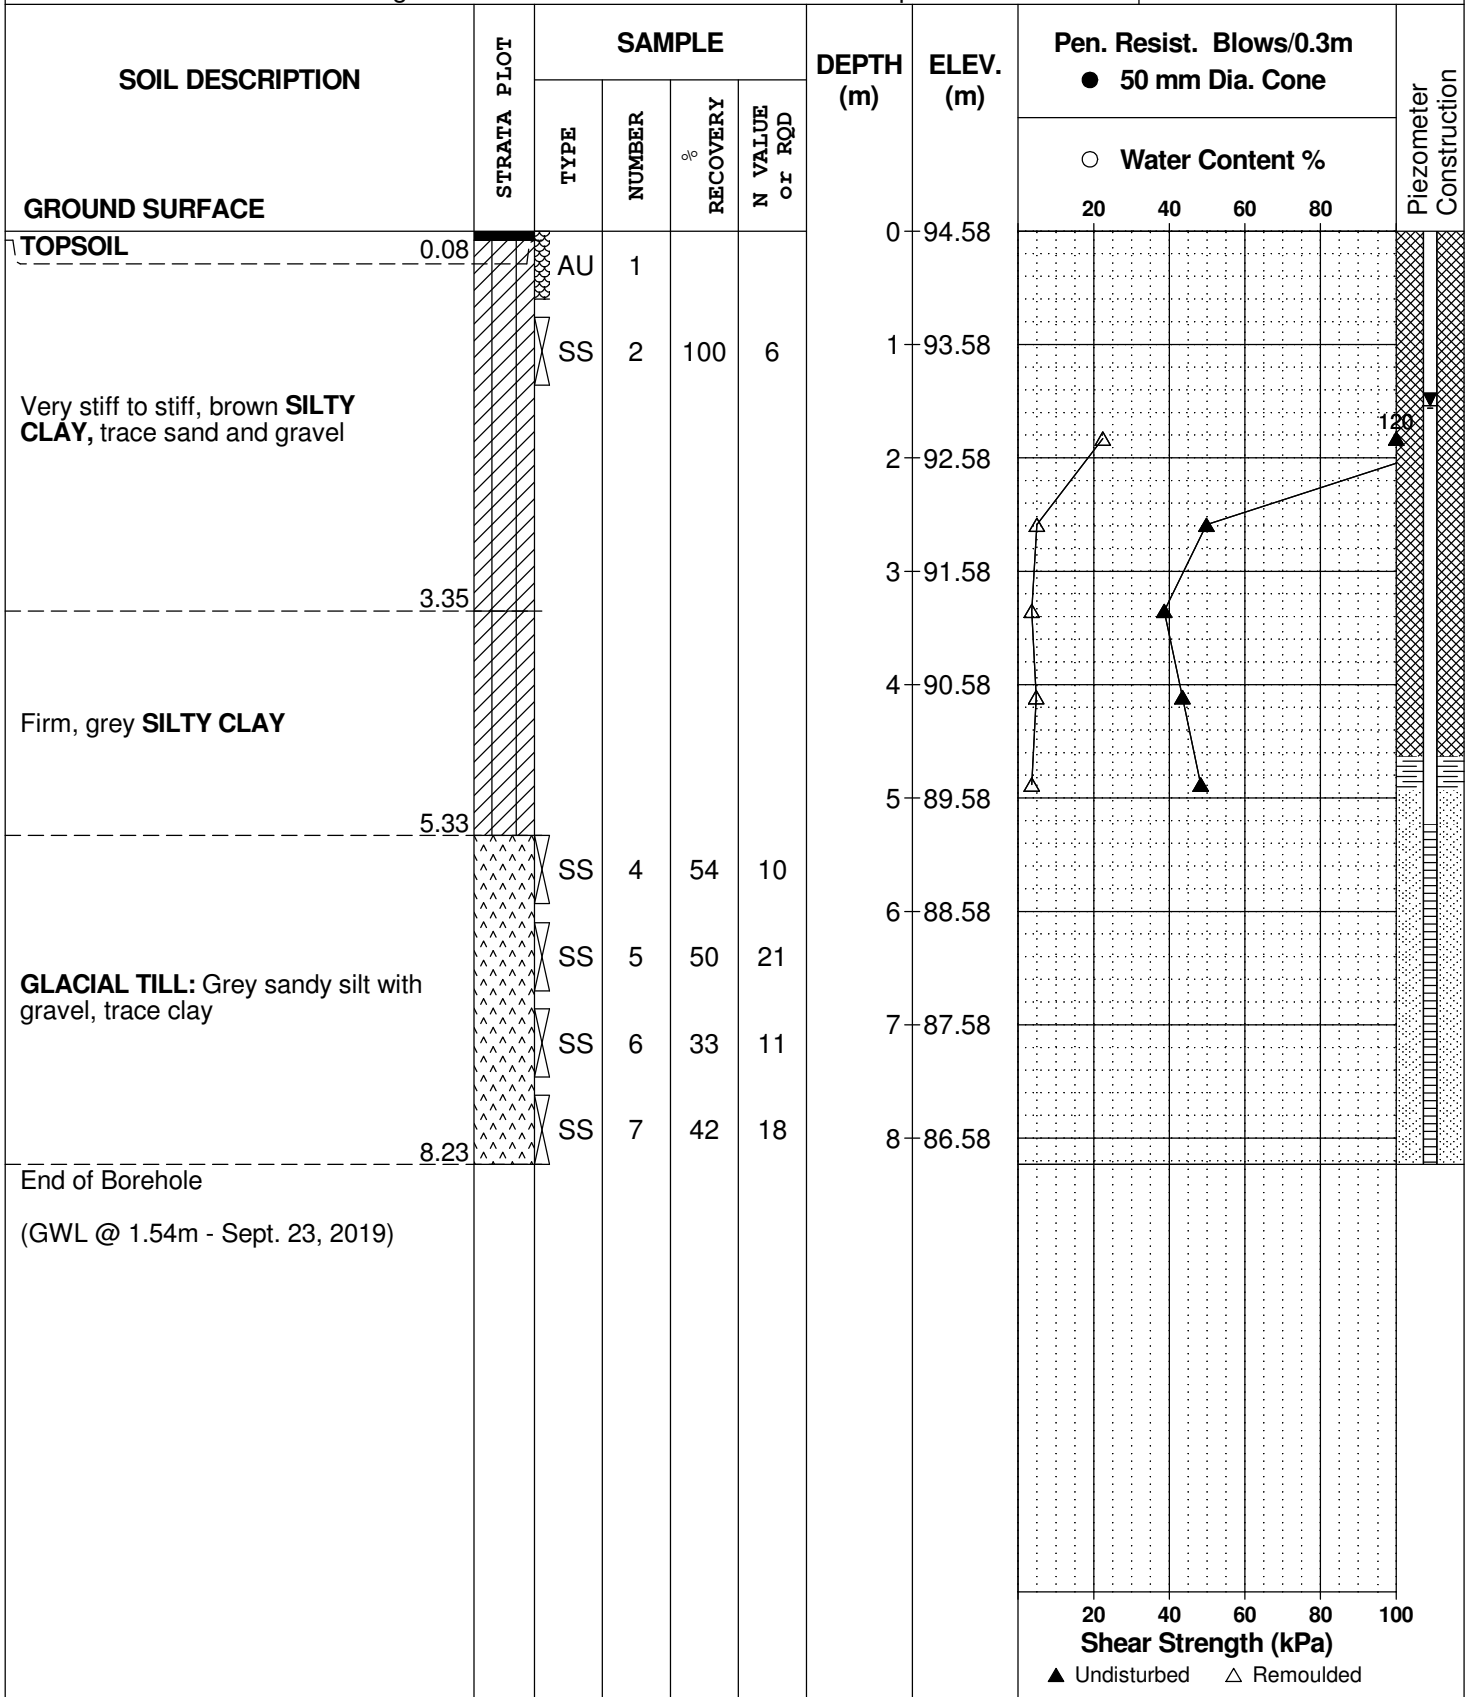 SOIL DESCRIPTION
GROUND SURFACE
STRATA PLOT
SAMPLE
TYPE
NUMBER
%
RECOVERY
N VALUE
or RQD
DEPTH
(m)
ELEV.
(m)
Pen. Resist. Blows/0.3m
● 50 mm Dia. Cone
○ Water Content %
20 40 60 80
Piezometer
Construction
TOPSOIL 0.08
AU 1
0 94.58
SS 2 100 6
1 93.58
Very stiff to stiff, brown SILTY
CLAY, trace sand and gravel
120
2 92.58
3 91.58
3.35
4 90.58
Firm, grey SILTY CLAY
5 89.58
5.33
SS 4 54 10
6 88.58
SS 5 50 21
GLACIAL TILL: Grey sandy silt with
gravel, trace clay
7 87.58
SS 6 33 11
SS 7 42 18
8 86.58
8.23
End of Borehole
(GWL @ 1.54m - Sept. 23, 2019)
20 40 60 80 100
Shear Strength (kPa)
▲ Undisturbed △ Remoulded